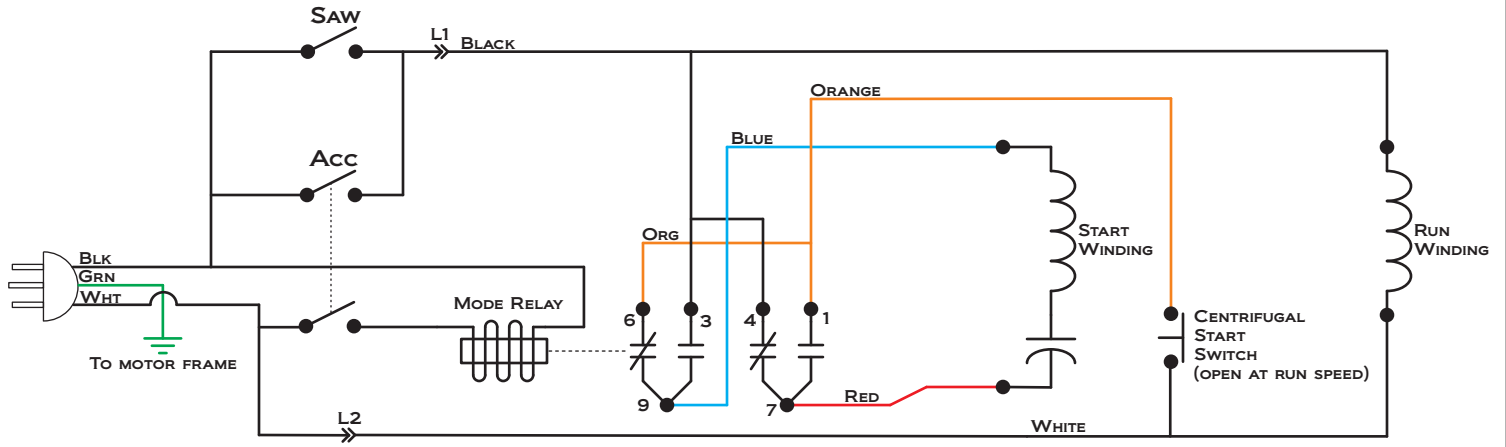 SAW
L1
BLACK
ORANGE
BLUE
ACC
ORG
START
WINDING
RUN
WINDING
BLK
GRN
WHT
MODE RELAY
6
3
4
1
CENTRIFUGAL
START
SWITCH
(OPEN AT RUN SPEED)
TO MOTOR FRAME
9
7
RED
L2
WHITE